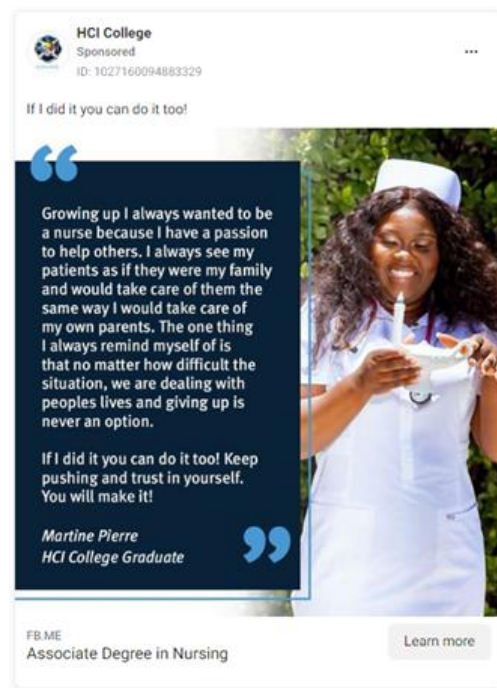 HCI College
Sponsored
ID: 1027160094883329
If I did it you can do it too!
Growing up I always wanted to be
a nurse because I have a passion
to help others. I always see my
patients as if they were my family
and would take care of them the
same way I would take care of
my own parents. The one thing
I always remind myself of is
that no matter how difficult the
situation, we are dealing with
peoples lives and giving up is
never an option.
If I did it you can do it too! Keep
pushing and trust in yourself.
You will make it!
Martine Pierre
HCI College Graduate
FB.ME
Associate Degree in Nursing
Learn more